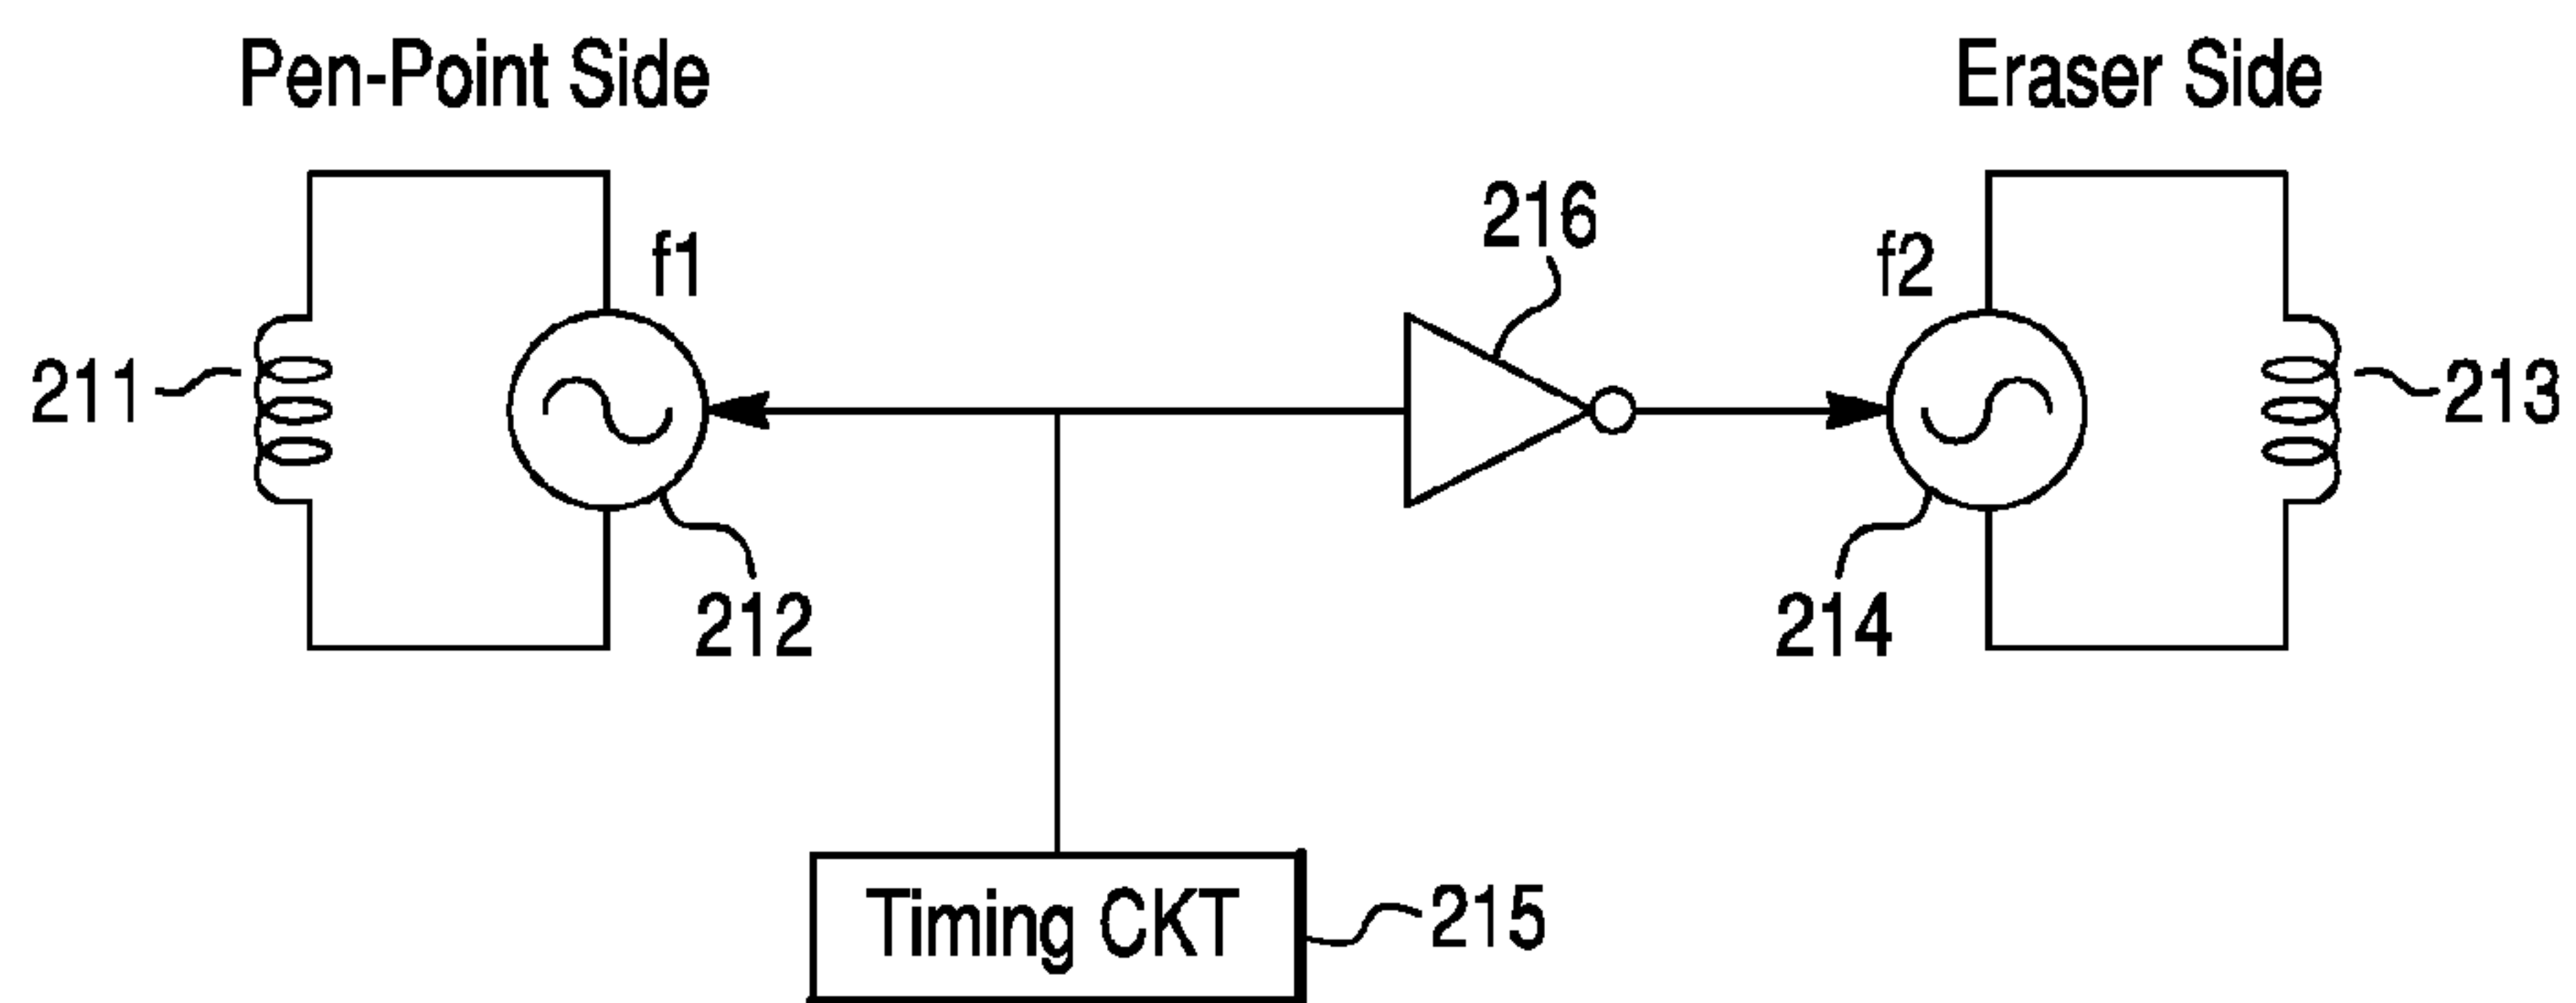 Pen-Point Side
Eraser Side
216
f1
f2
211
213
212
214
Timing CKT
215